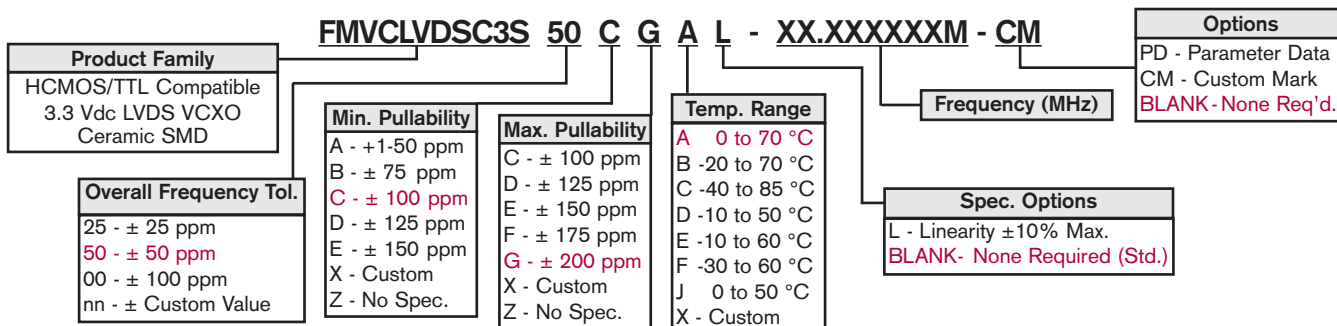 FMVCLVDSC3S 50 C G A L - XX.XXXXXXM - CM
Product Family
HCMOS/TTL Compatible
3.3 Vdc LVDS VCXO
Ceramic SMD
Overall Frequency Tol.
25 - ± 25 ppm
50 - ± 50 ppm
00 - ± 100 ppm
nn - ± Custom Value
Min. Pullability
A - +1-50 ppm
B - ± 75 ppm
C - ± 100 ppm
D - ± 125 ppm
E - ± 150 ppm
X - Custom
Z - No Spec.
Max. Pullability
C - ± 100 ppm
D - ± 125 ppm
E - ± 150 ppm
F - ± 175 ppm
G - ± 200 ppm
X - Custom
Z - No Spec.
Temp. Range
A 0 to 70 °C
B -20 to 70 °C
C -40 to 85 °C
D -10 to 50 °C
E -10 to 60 °C
F -30 to 60 °C
J 0 to 50 °C
X - Custom
Spec. Options
L - Linearity ±10% Max.
BLANK- None Required (Std.)
Frequency (MHz)
Options
PD - Parameter Data
CM - Custom Mark
BLANK - None Req'd.